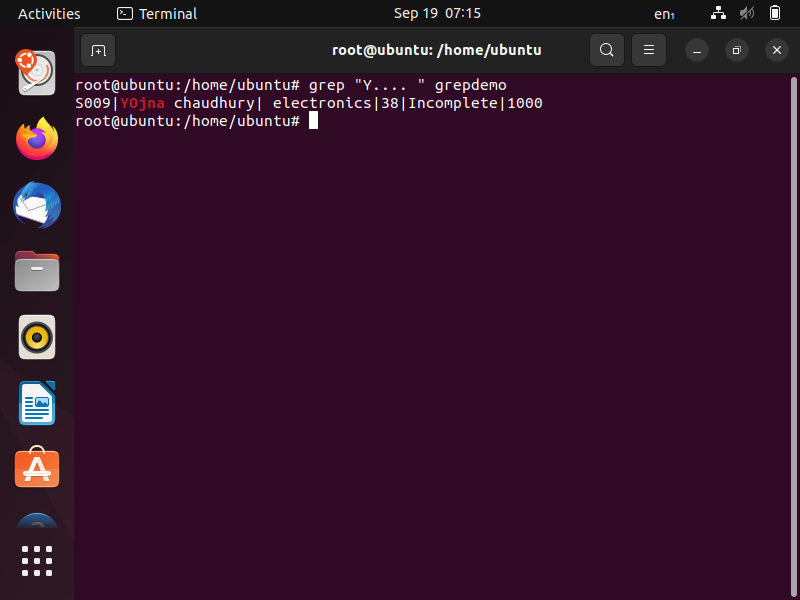 Activities Terminal Sep 19 07:15 en₁
root@ubuntu: /home/ubuntu
root@ubuntu:/home/ubuntu# grep "Y.... " grepdemo
S009|YOjna chaudhury| electronics|38|Incomplete|1000
root@ubuntu:/home/ubuntu#